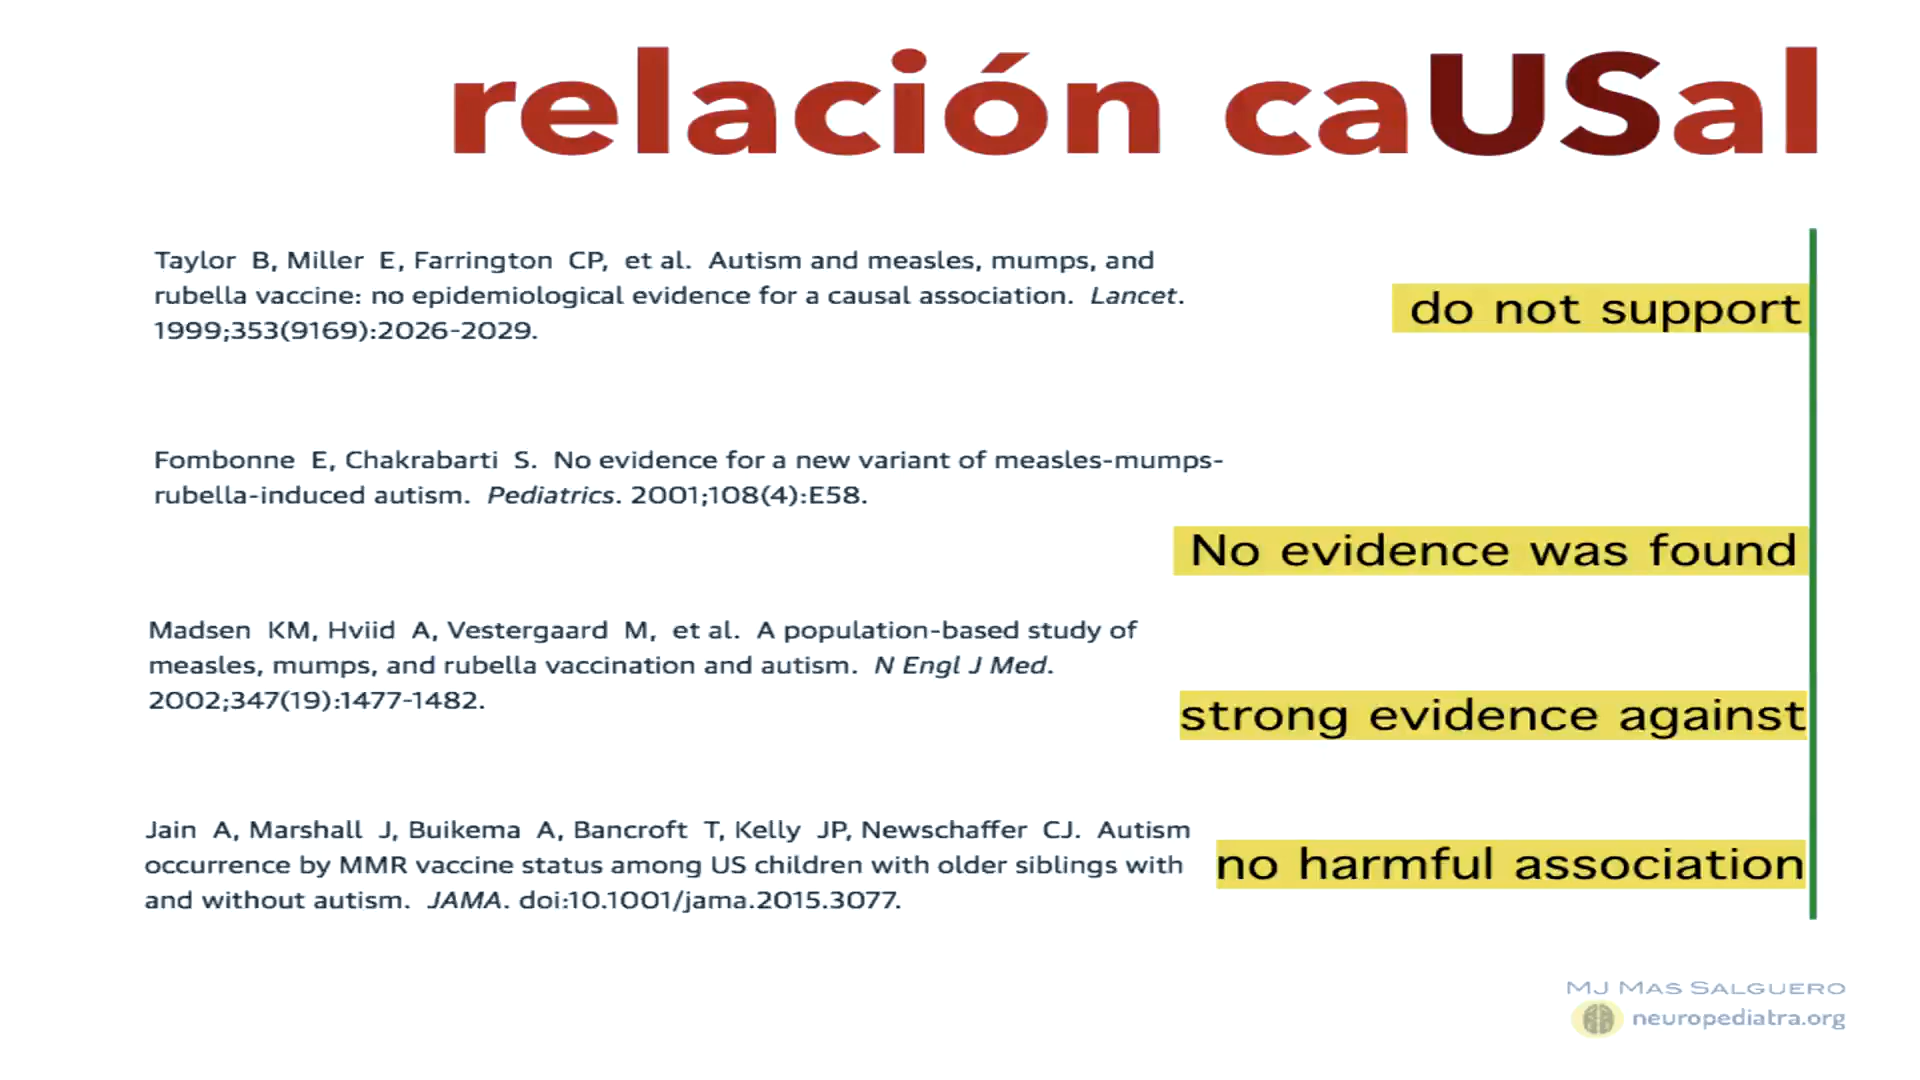 relación caUSal
Taylor B, Miller E, Farrington CP, et al. Autism and measles, mumps, and
rubella vaccine: no epidemiological evidence for a causal association. Lancet.
1999;353(9169):2026-2029.
do not support
Fombonne E, Chakrabarti S. No evidence for a new variant of measles-mumps-
rubella-induced autism. Pediatrics. 2001;108(4):E58.
No evidence was found
Madsen KM, Hviid A, Vestergaard M, et al. A population-based study of
measles, mumps, and rubella vaccination and autism. N Engl J Med.
2002;347(19):1477-1482.
strong evidence against
Jain A, Marshall J, Buikema A, Bancroft T, Kelly JP, Newschaffer CJ. Autism
occurrence by MMR vaccine status among US children with older siblings with
and without autism. JAMA. doi:10.1001/jama.2015.3077.
no harmful association
MJ MAS SALGUERO
neuropediatra.org